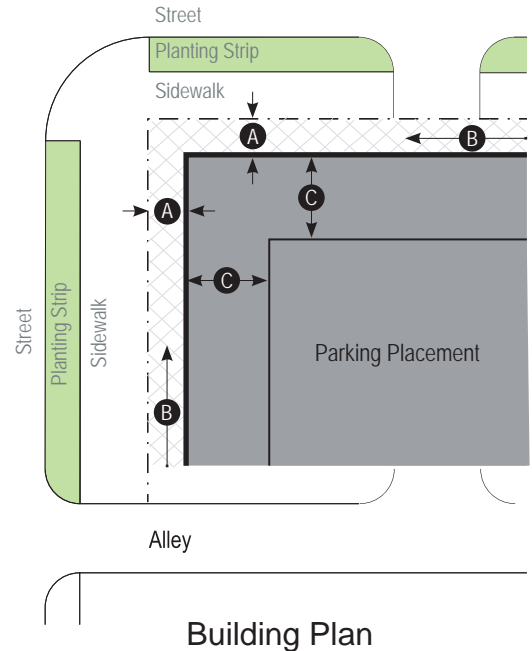 Street
Planting Strip
Sidewalk
A
B
A
C
C
Street
Planting Strip
Sidewalk
Parking Placement
B
Alley
Building Plan